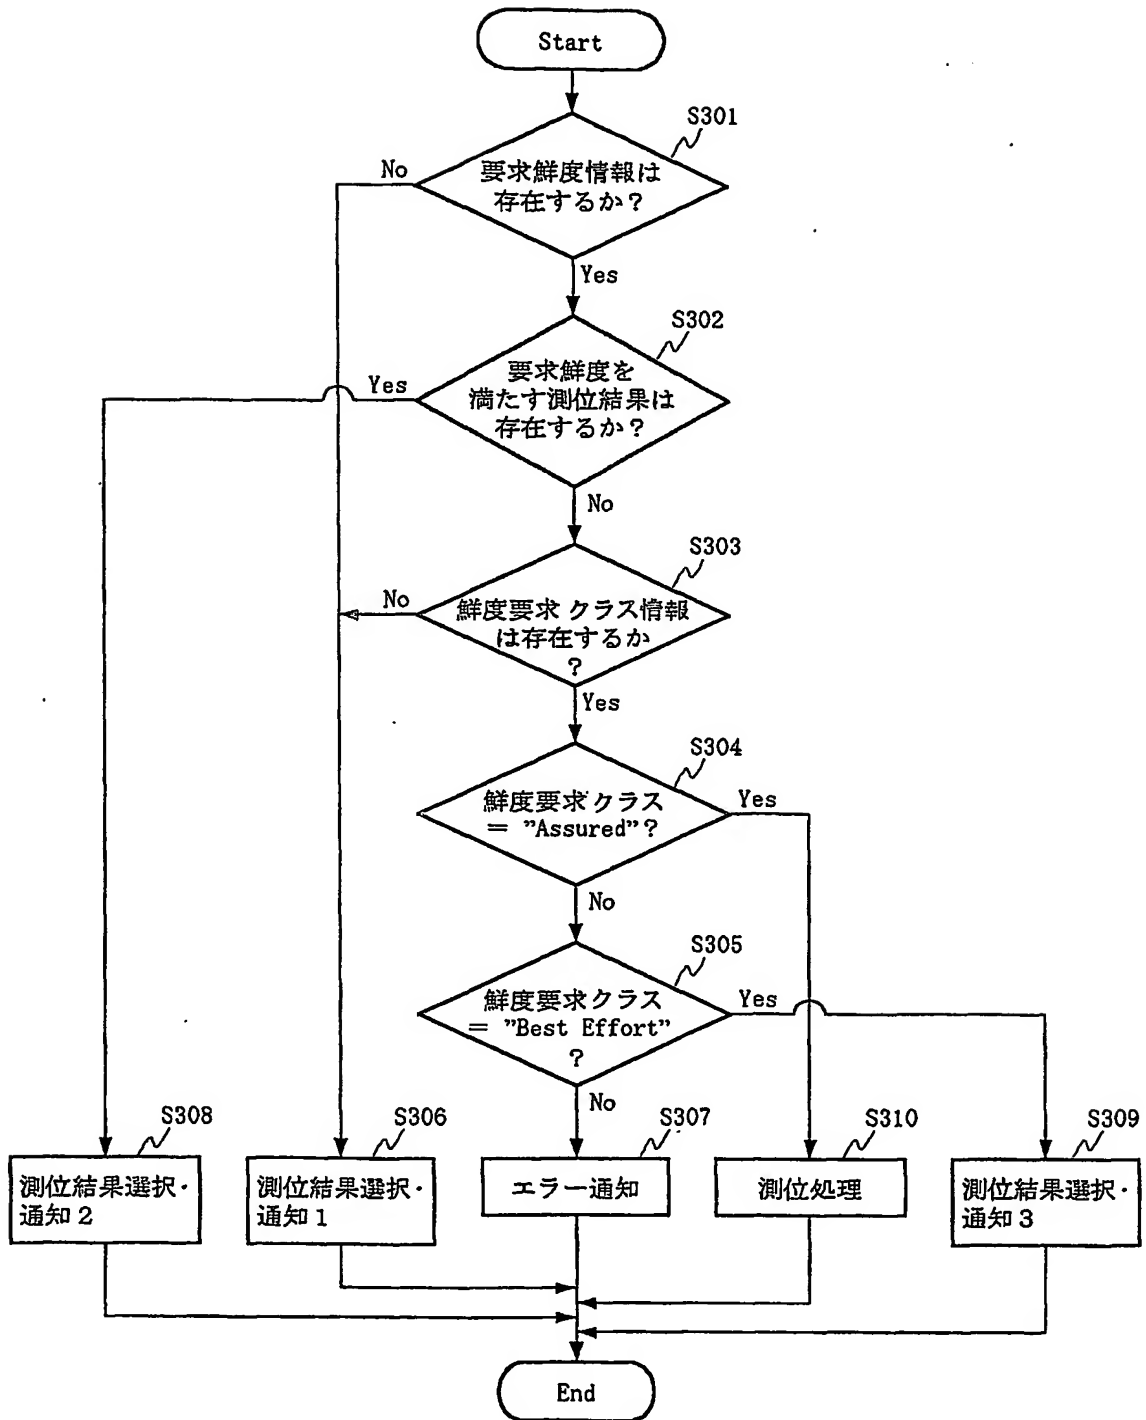 Start
S301
No
要求鮮度情報は
存在するか?
Yes
S302
Yes
要求鮮度を
満たす測位結果は
存在するか?
No
S303
No
鮮度要求 クラス情報
は存在するか
?
Yes
S304
鮮度要求 クラス
= "Assured"?
Yes
No
S305
鮮度要求クラス
= "Best Effort"
?
Yes
No
S308
測位結果選択・
通知2
S306
測位結果選択・
通知1
S307
エラー通知
S310
測位処理
S309
測位結果選択・
通知3
End